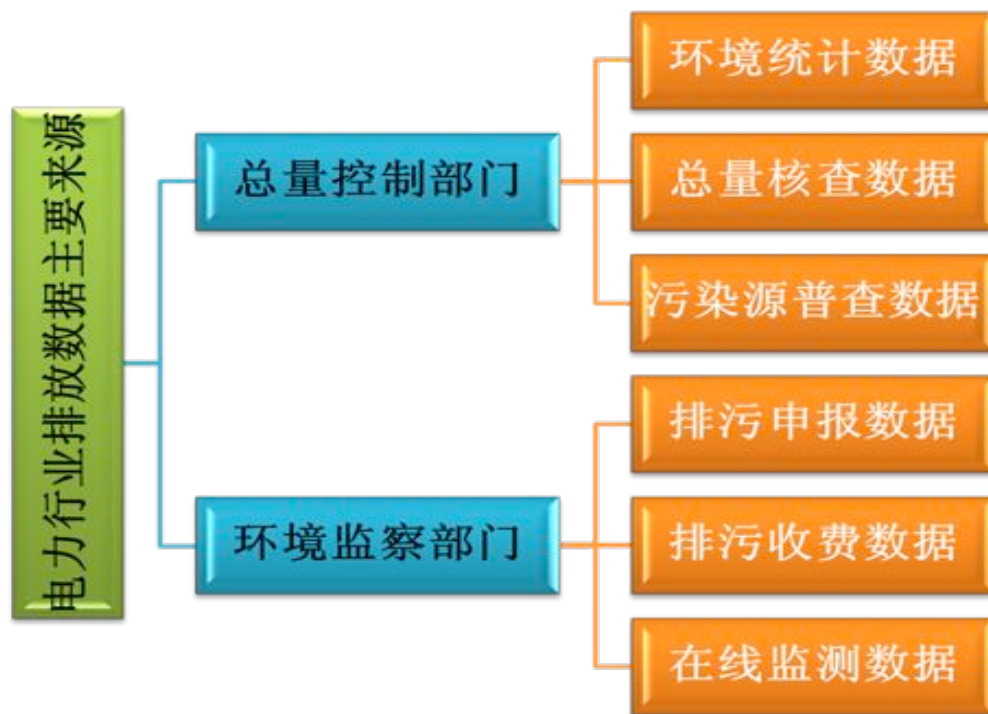 电力行业排放数据主要来源
总量控制部门
环境统计数据
总量核查数据
污染源普查数据
环境监察部门
排污申报数据
排污收费数据
在线监测数据